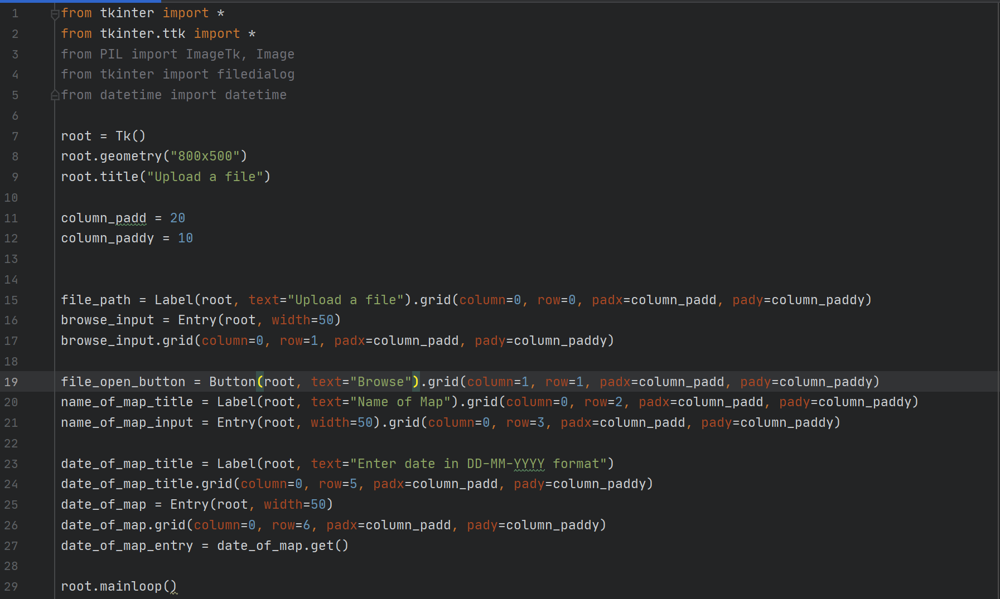 1 from tkinter import *
2 from tkinter.ttk import *
3 from PIL import ImageTk, Image
4 from tkinter import filedialog
5 from datetime import datetime
6
7 root = Tk()
8 root.geometry("800x500")
9 root.title("Upload a file")
10
11 column_padd = 20
12 column_paddy = 10
13
14
15 file_path = Label(root, text="Upload a file").grid(column=0, row=0, padx=column_padd, pady=column_paddy)
16 browse_input = Entry(root, width=50)
17 browse_input.grid(column=0, row=1, padx=column_padd, pady=column_paddy)
18
19 file_open_button = Button(root, text="Browse").grid(column=1, row=1, padx=column_padd, pady=column_paddy)
20 name_of_map_title = Label(root, text="Name of Map").grid(column=0, row=2, padx=column_padd, pady=column_paddy)
21 name_of_map_input = Entry(root, width=50).grid(column=0, row=3, padx=column_padd, pady=column_paddy)
22
23 date_of_map_title = Label(root, text="Enter date in DD-MM-YYYY format")
24 date_of_map_title.grid(column=0, row=5, padx=column_padd, pady=column_paddy)
25 date_of_map = Entry(root, width=50)
26 date_of_map.grid(column=0, row=6, padx=column_padd, pady=column_paddy)
27 date_of_map_entry = date_of_map.get()
28
29 root.mainloop()